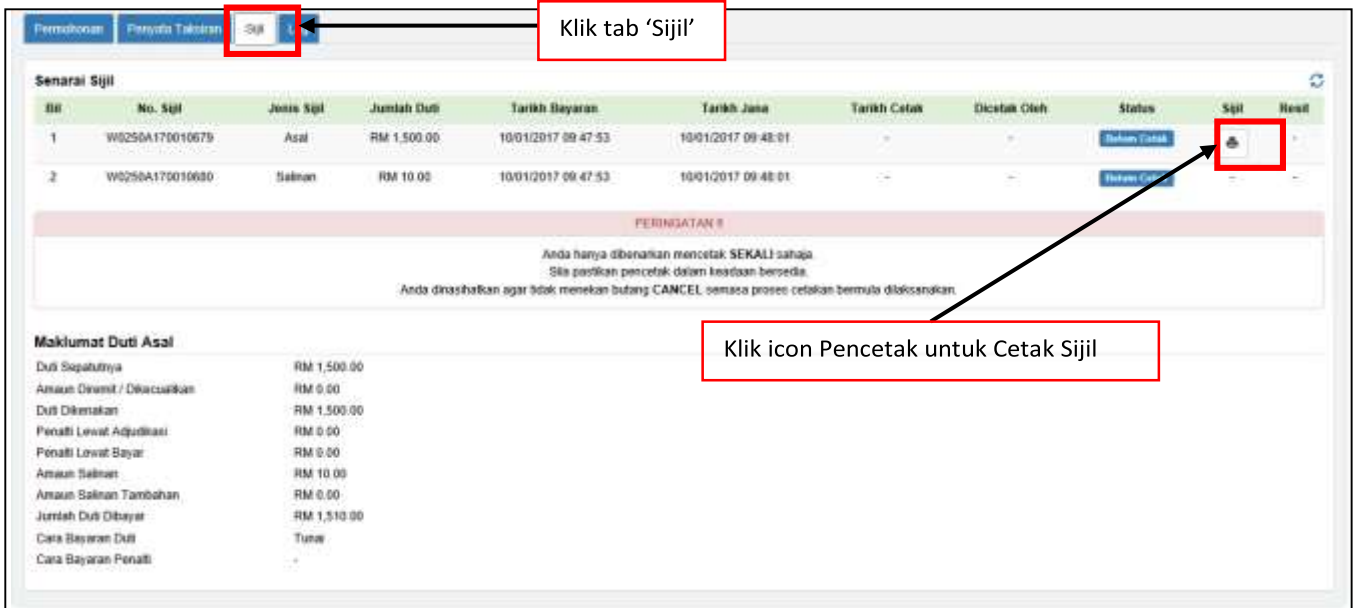 Klik tab ‘Sijil’
Permohonan Penyata Taksiran Sijil
Senarai Sijil
Bil No. Sijil Jenis Sijil Jumlah Duti Tarikh Bayaran Tarikh Jana Tarikh Cetak Dicetak Oleh Status Sijil Resit
1 W0250A170010679 Asal RM 1,500.00 10/01/2017 09:47:53 10/01/2017 09:48:01 - - Belum Cetak -
2 W0250A170010680 Salinan RM 10.00 10/01/2017 09:47:53 10/01/2017 09:48:01 - - Belum Cetak - -
PERINGATAN !!
Anda hanya dibenarkan mencetak SEKALI sahaja.
Sila pastikan pencetak dalam keadaan bersedia.
Anda dinasihatkan agar tidak menekan butang CANCEL semasa proses cetakan bermula dilaksanakan.
Klik icon Pencetak untuk Cetak Sijil
Maklumat Duti Asal
Duti Sepatutnya RM 1,500.00
Amaun Diremit / Dikecualikan RM 0.00
Duti Dikenakan RM 1,500.00
Penalti Lewat Adjudikasi RM 0.00
Penalti Lewat Bayar RM 0.00
Amaun Salinan RM 10.00
Amaun Salinan Tambahan RM 0.00
Jumlah Duti Dibayar RM 1,510.00
Cara Bayaran Duti Tunai
Cara Bayaran Penalti -